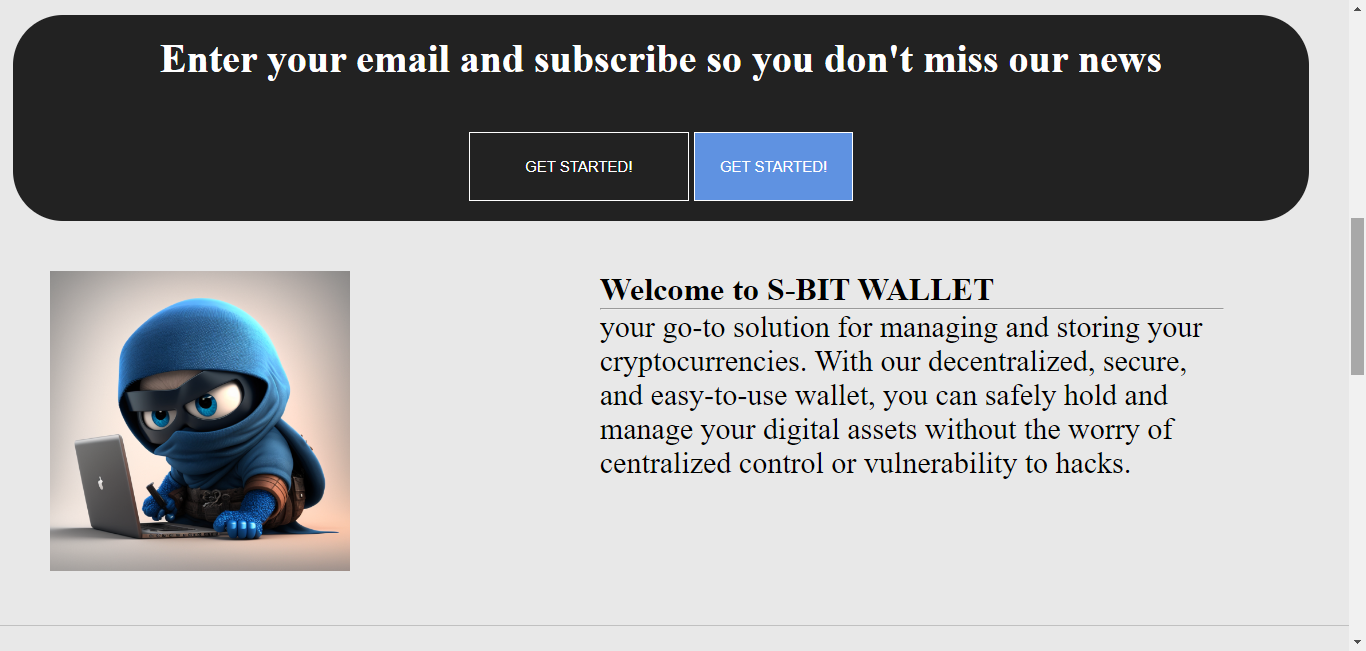 Enter your email and subscribe so you don't miss our news
GET STARTED! GET STARTED!
Welcome to S-BIT WALLET
your go-to solution for managing and storing your
cryptocurrencies. With our decentralized, secure,
and easy-to-use wallet, you can safely hold and
manage your digital assets without the worry of
centralized control or vulnerability to hacks.